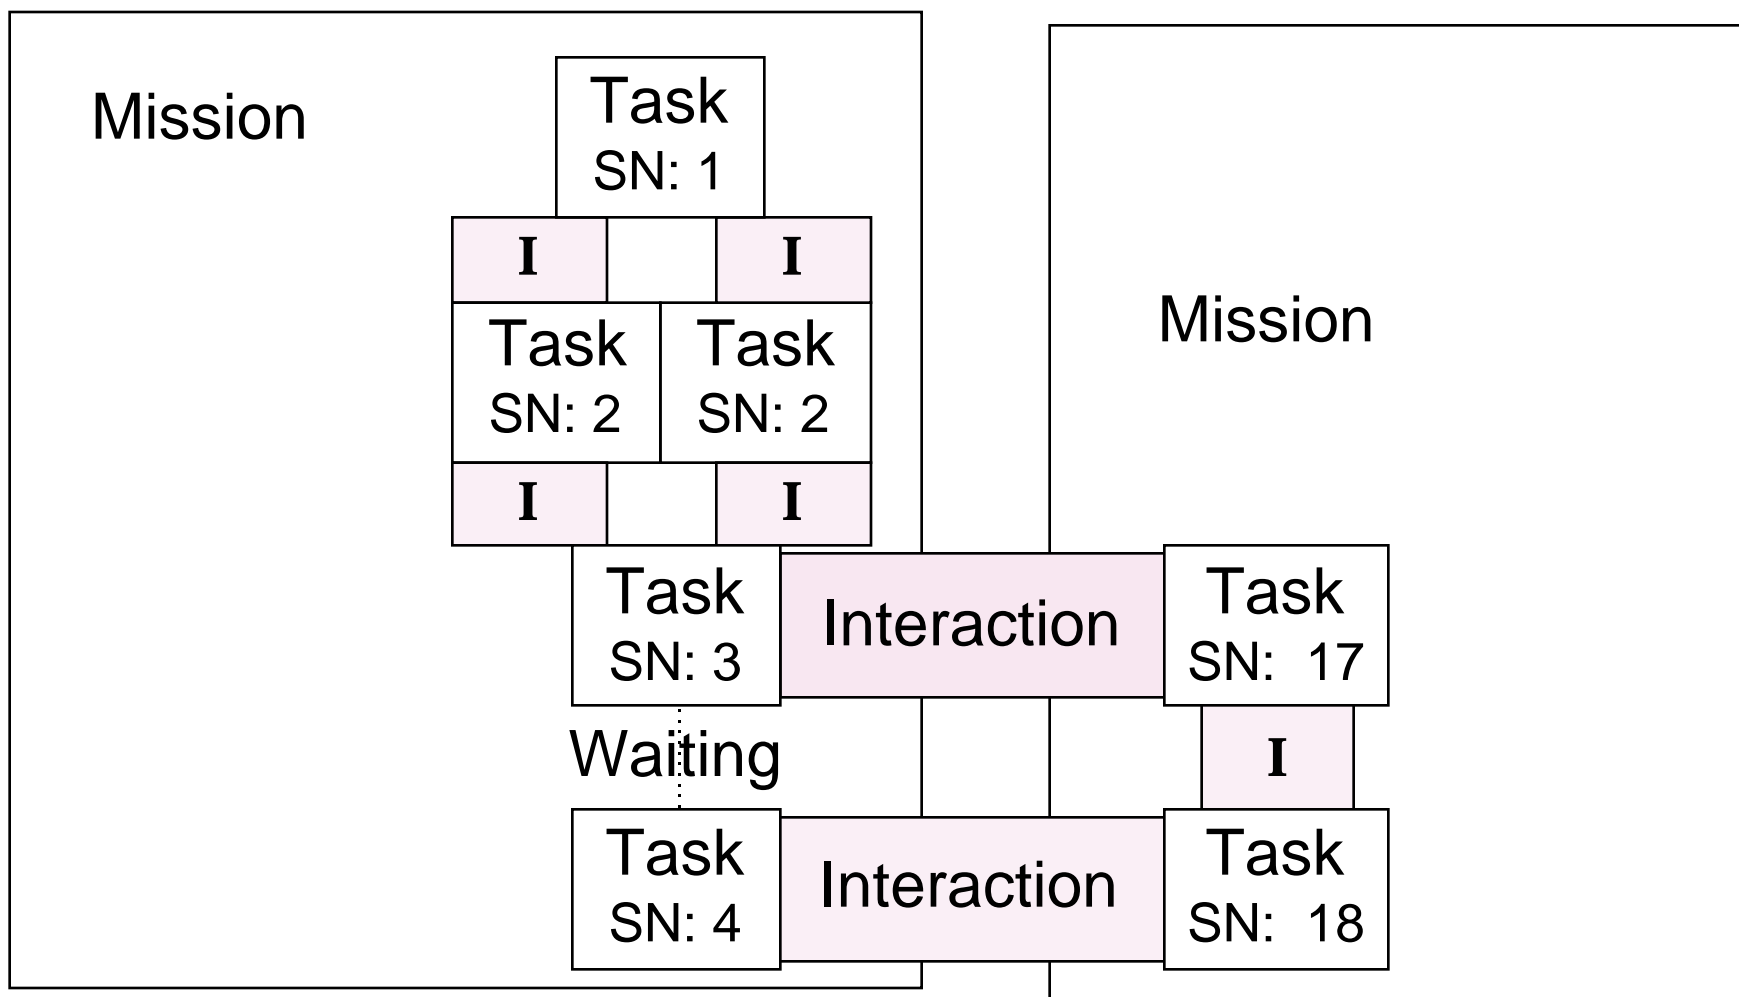 Mission
Task
SN: 1
I I
Task Task
SN: 2 SN: 2
I I
Mission
Task Interaction Task
SN: 3 SN: 17
Waiting I
Task Interaction Task
SN: 4 SN: 18